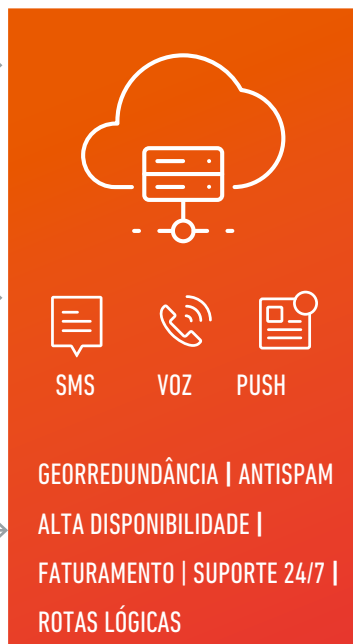 SMS VOZ PUSH
GEORREDUNDÂNCIA | ANTISPAM
ALTA DISPONIBILIDADE |
FATURAMENTO | SUPORTE 24/7 |
ROTAS LÓGICAS